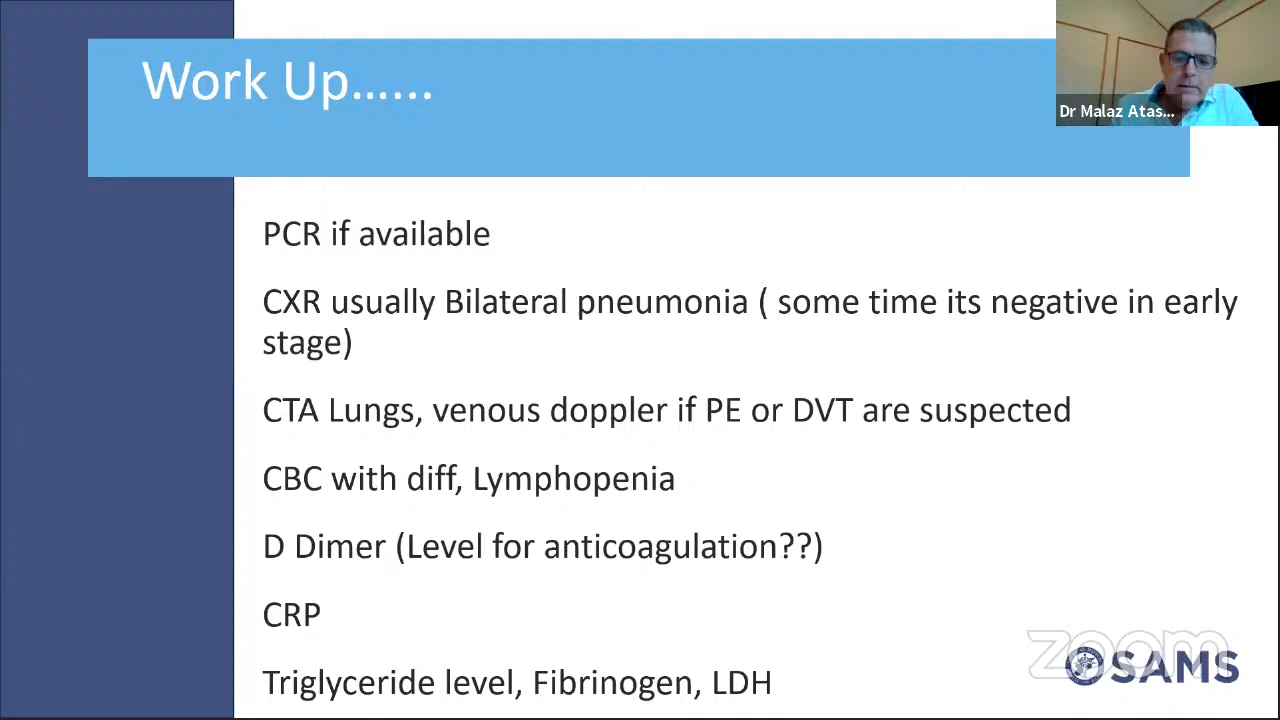 Work Up......
Dr Malaz Atas...
PCR if available
CXR usually Bilateral pneumonia ( some time its negative in early
stage)
CTA Lungs, venous doppler if PE or DVT are suspected
CBC with diff, Lymphopenia
D Dimer (Level for anticoagulation??)
CRP
zoom
SAMS
Triglyceride level, Fibrinogen, LDH